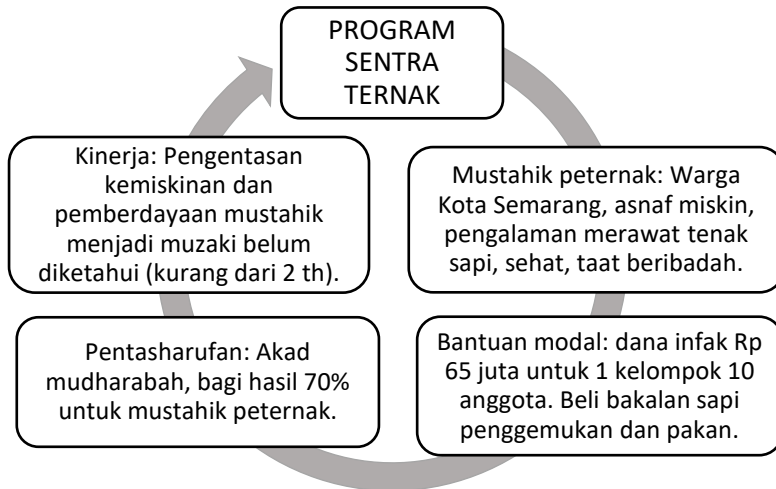 PROGRAM
SENTRA
TERNAK
Mustahik peternak: Warga
Kota Semarang, asnaf miskin,
pengalaman merawat tenak
sapi, sehat, taat beribadah.
Bantuan modal: dana infak Rp
65 juta untuk 1 kelompok 10
anggota. Beli bakalan sapi
penggemukan dan pakan.
Pentasharufan: Akad
mudharabah, bagi hasil 70%
untuk mustahik peternak.
Kinerja: Pengentasan
kemiskinan dan
pemberdayaan mustahik
menjadi muzaki belum
diketahui (kurang dari 2 th).